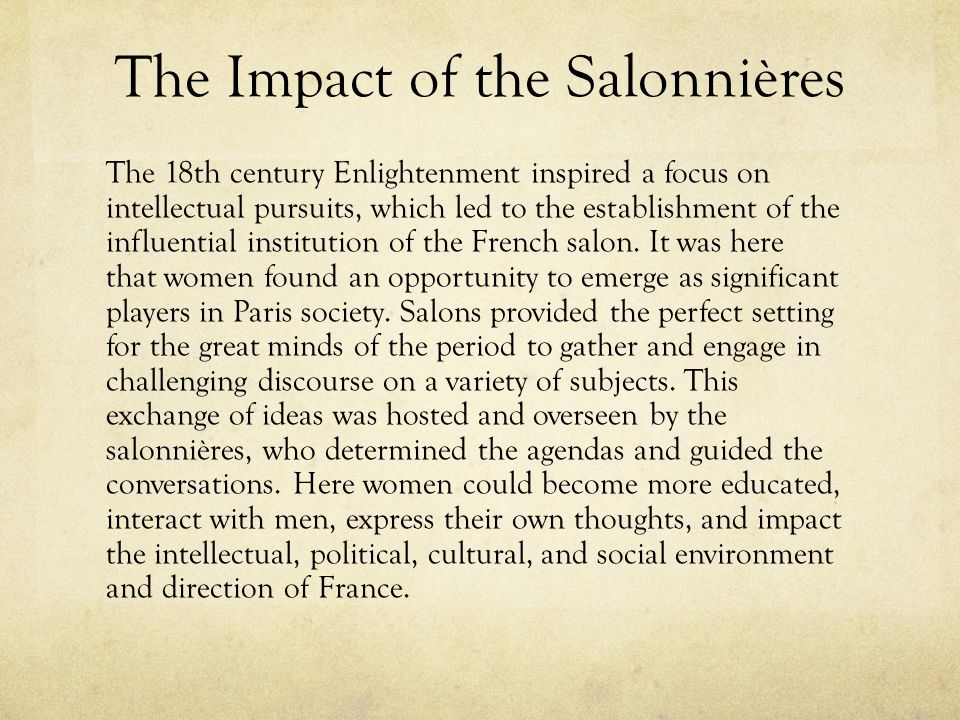 The Impact of the Salonnières
The 18th century Enlightenment inspired a focus on
intellectual pursuits, which led to the establishment of the
influential institution of the French salon. It was here
that women found an opportunity to emerge as significant
players in Paris society. Salons provided the perfect setting
for the great minds of the period to gather and engage in
challenging discourse on a variety of subjects. This
exchange of ideas was hosted and overseen by the
salonnières, who determined the agendas and guided the
conversations. Here women could become more educated,
interact with men, express their own thoughts, and impact
the intellectual, political, cultural, and social environment
and direction of France.